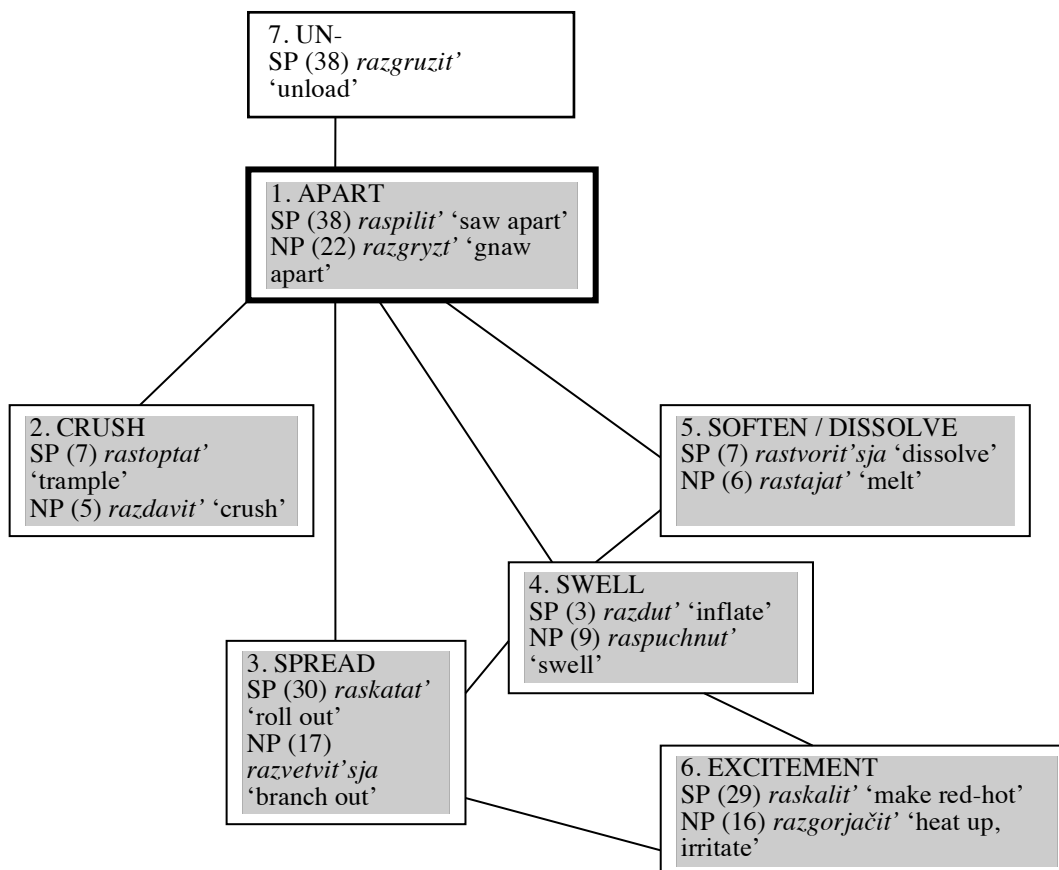 7. UN-
SP (38) razgruzit’
‘unload’
1. APART
SP (38) raspilit’ ‘saw apart’
NP (22) razgryzt’ ‘gnaw
apart’
2. CRUSH
SP (7) rastoptat’
‘trample’
NP (5) razdavit’ ‘crush’
5. SOFTEN / DISSOLVE
SP (7) rastvorit’sja ‘dissolve’
NP (6) rastajat’ ‘melt’
4. SWELL
SP (3) razdut’ ‘inflate’
NP (9) raspuchnut’
‘swell’
3. SPREAD
SP (30) raskatat’
‘roll out’
NP (17)
razvetvit’sja
‘branch out’
6. EXCITEMENT
SP (29) raskalit’ ‘make red-hot’
NP (16) razgorjačit’ ‘heat up,
irritate’